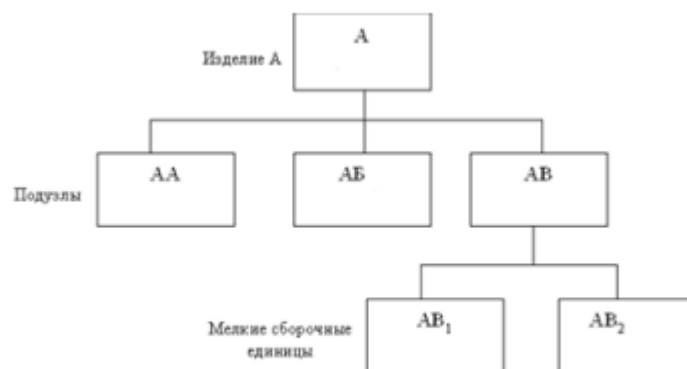 А
Изделие А
АА
АБ
АВ
Подузлы
АВ₁
АВ₂
Мелкие сборочные
единицы